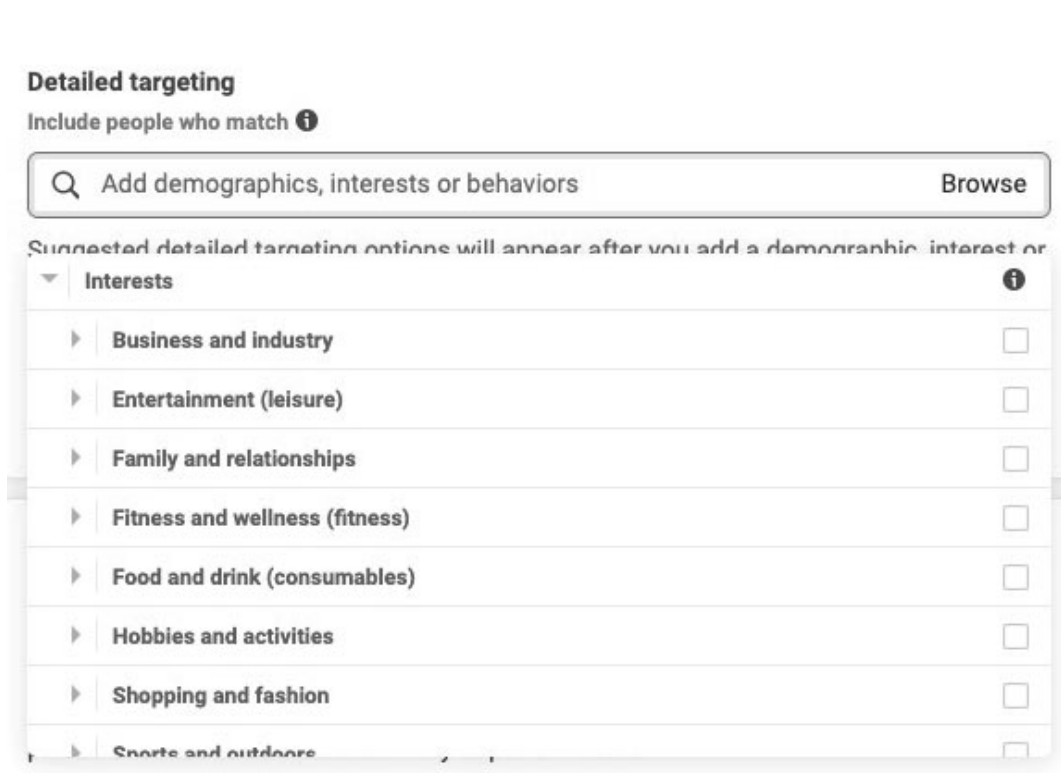 Detailed targeting
Include people who match
Add demographics, interests or behaviors Browse
Suggested detailed targeting options will appear after you add a demographic, interest or
Interests
Business and industry
Entertainment (leisure)
Family and relationships
Fitness and wellness (fitness)
Food and drink (consumables)
Hobbies and activities
Shopping and fashion
Sports and outdoors